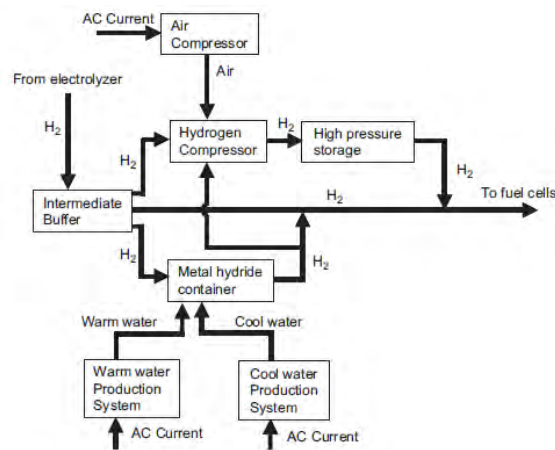 AC Current
Air
Compressor
Air
From electrolyzer
H2
Hydrogen
Compressor
H2
High pressure
storage
H2
H2
H2
To fuel cells
Intermediate
Buffer
H2
Metal hydride
container
H2
Warm water
Cool water
Warm water
Production
System
Cool water
Production
System
AC Current
AC Current